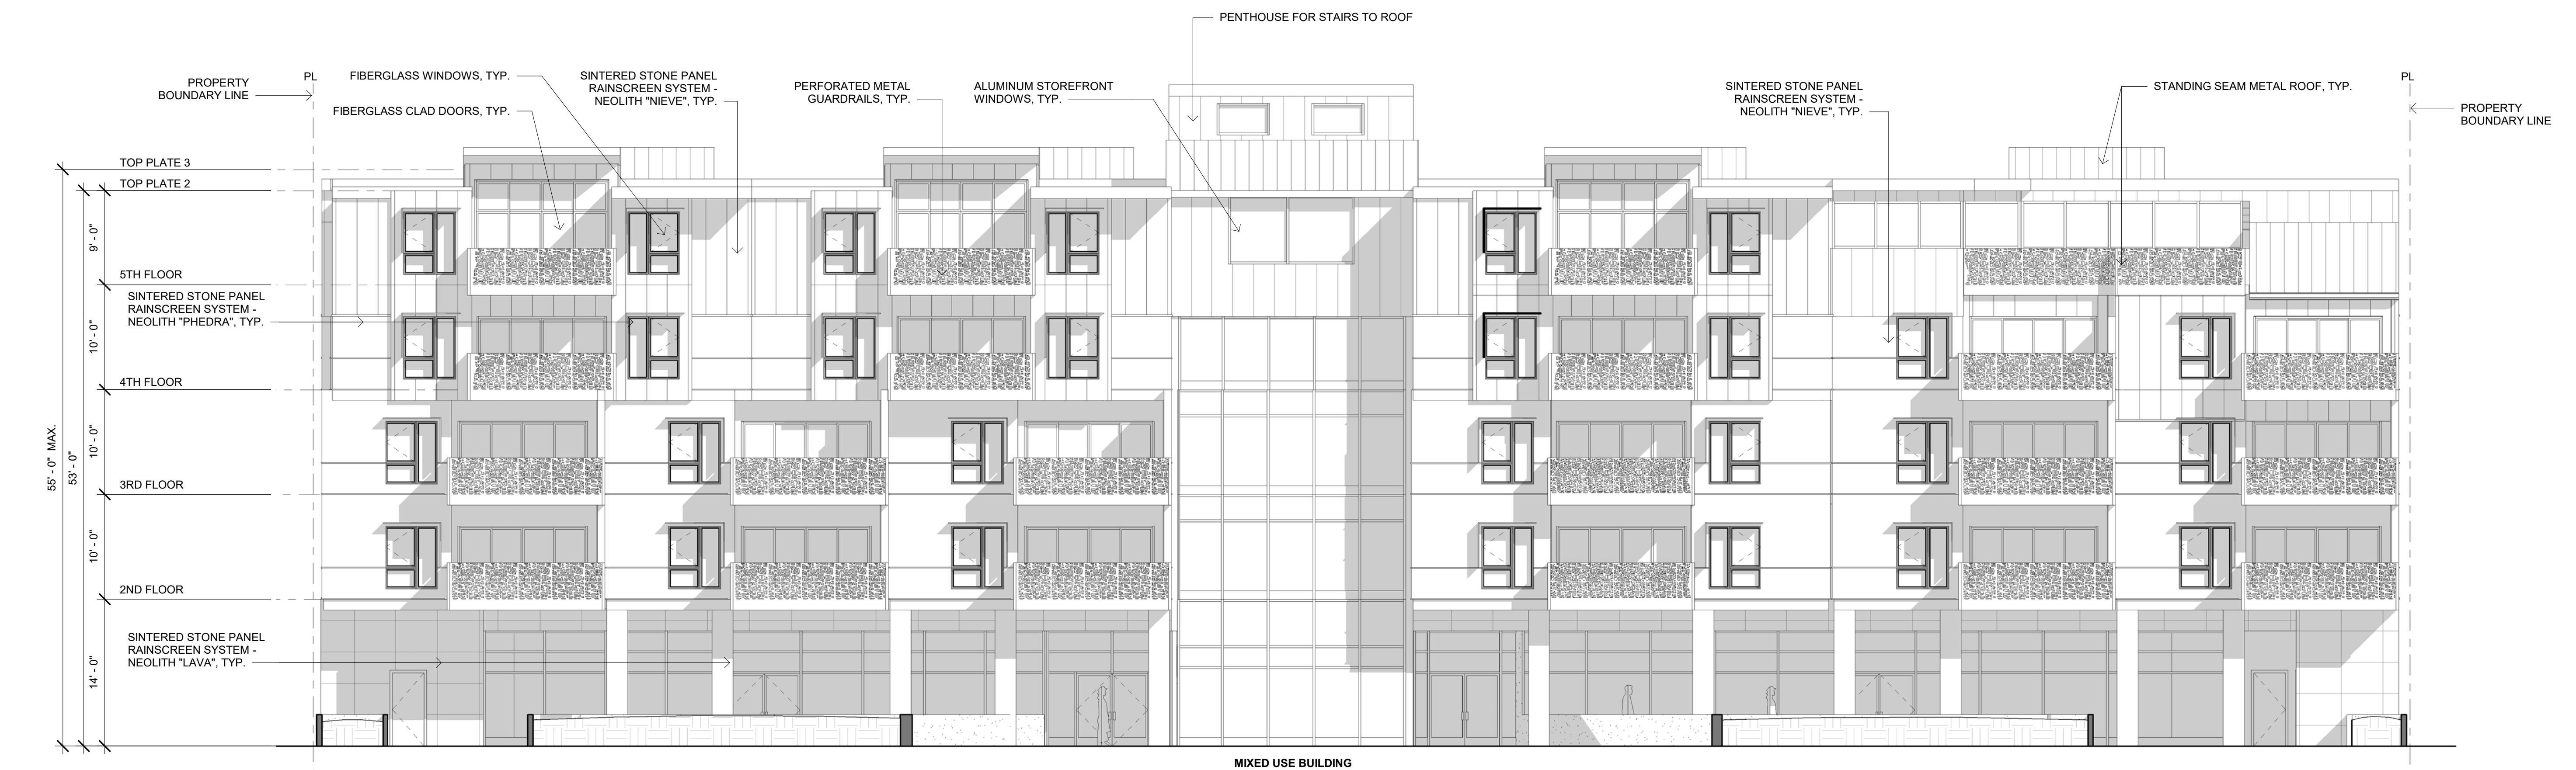 PENTHOUSE FOR STAIRS TO ROOF
PROPERTY
BOUNDARY LINE
PL
FIBERGLASS WINDOWS, TYP.
FIBERGLASS CLAD DOORS, TYP.
SINTERED STONE PANEL
RAINSCREEN SYSTEM -
NEOLITH "NIEVE", TYP.
PERFORATED METAL
GUARDRAILS, TYP.
ALUMINUM STOREFRONT
WINDOWS, TYP.
SINTERED STONE PANEL
RAINSCREEN SYSTEM -
NEOLITH "NIEVE", TYP.
STANDING SEAM METAL ROOF, TYP.
PL
PROPERTY
BOUNDARY LINE
TOP PLATE 3
TOP PLATE 2
9' - 0"
5TH FLOOR
SINTERED STONE PANEL
RAINSCREEN SYSTEM -
NEOLITH "PHEDRA", TYP.
10' - 0"
4TH FLOOR
55' - 0" MAX.
53' - 0"
10' - 0"
3RD FLOOR
10' - 0"
2ND FLOOR
SINTERED STONE PANEL
RAINSCREEN SYSTEM -
NEOLITH "LAVA", TYP.
14' - 0"
MIXED USE BUILDING